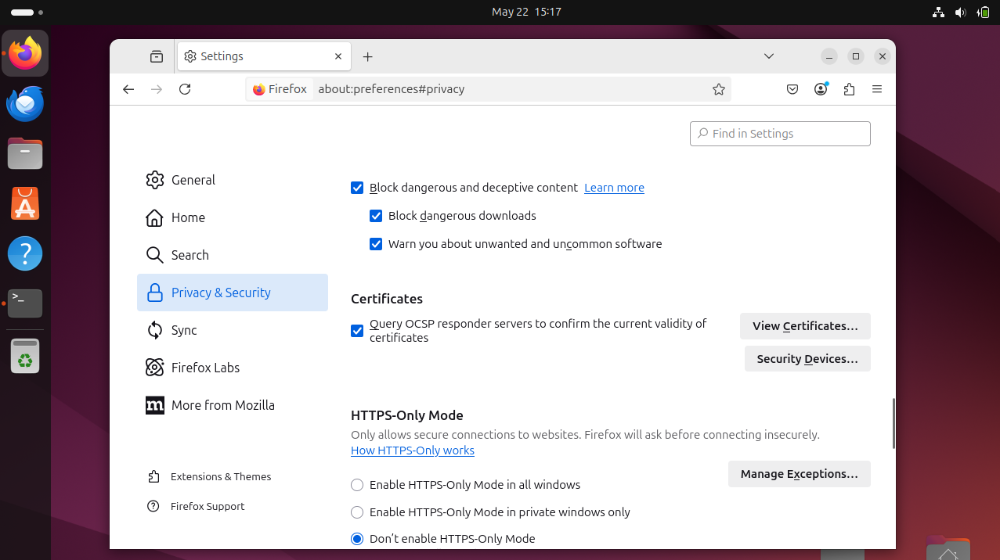 May 22 15:17
Settings
Firefox
about:preferences#privacy
Find in Settings
General
Home
Search
Privacy & Security
Sync
Firefox Labs
More from Mozilla
Extensions & Themes
Firefox Support
Block dangerous and deceptive content Learn more
Block dangerous downloads
Warn you about unwanted and uncommon software
Certificates
Query OCSP responder servers to confirm the current validity of
certificates
View Certificates…
Security Devices…
HTTPS-Only Mode
Only allows secure connections to websites. Firefox will ask before connecting insecurely.
How HTTPS-Only works
Manage Exceptions…
Enable HTTPS-Only Mode in all windows
Enable HTTPS-Only Mode in private windows only
Don’t enable HTTPS-Only Mode